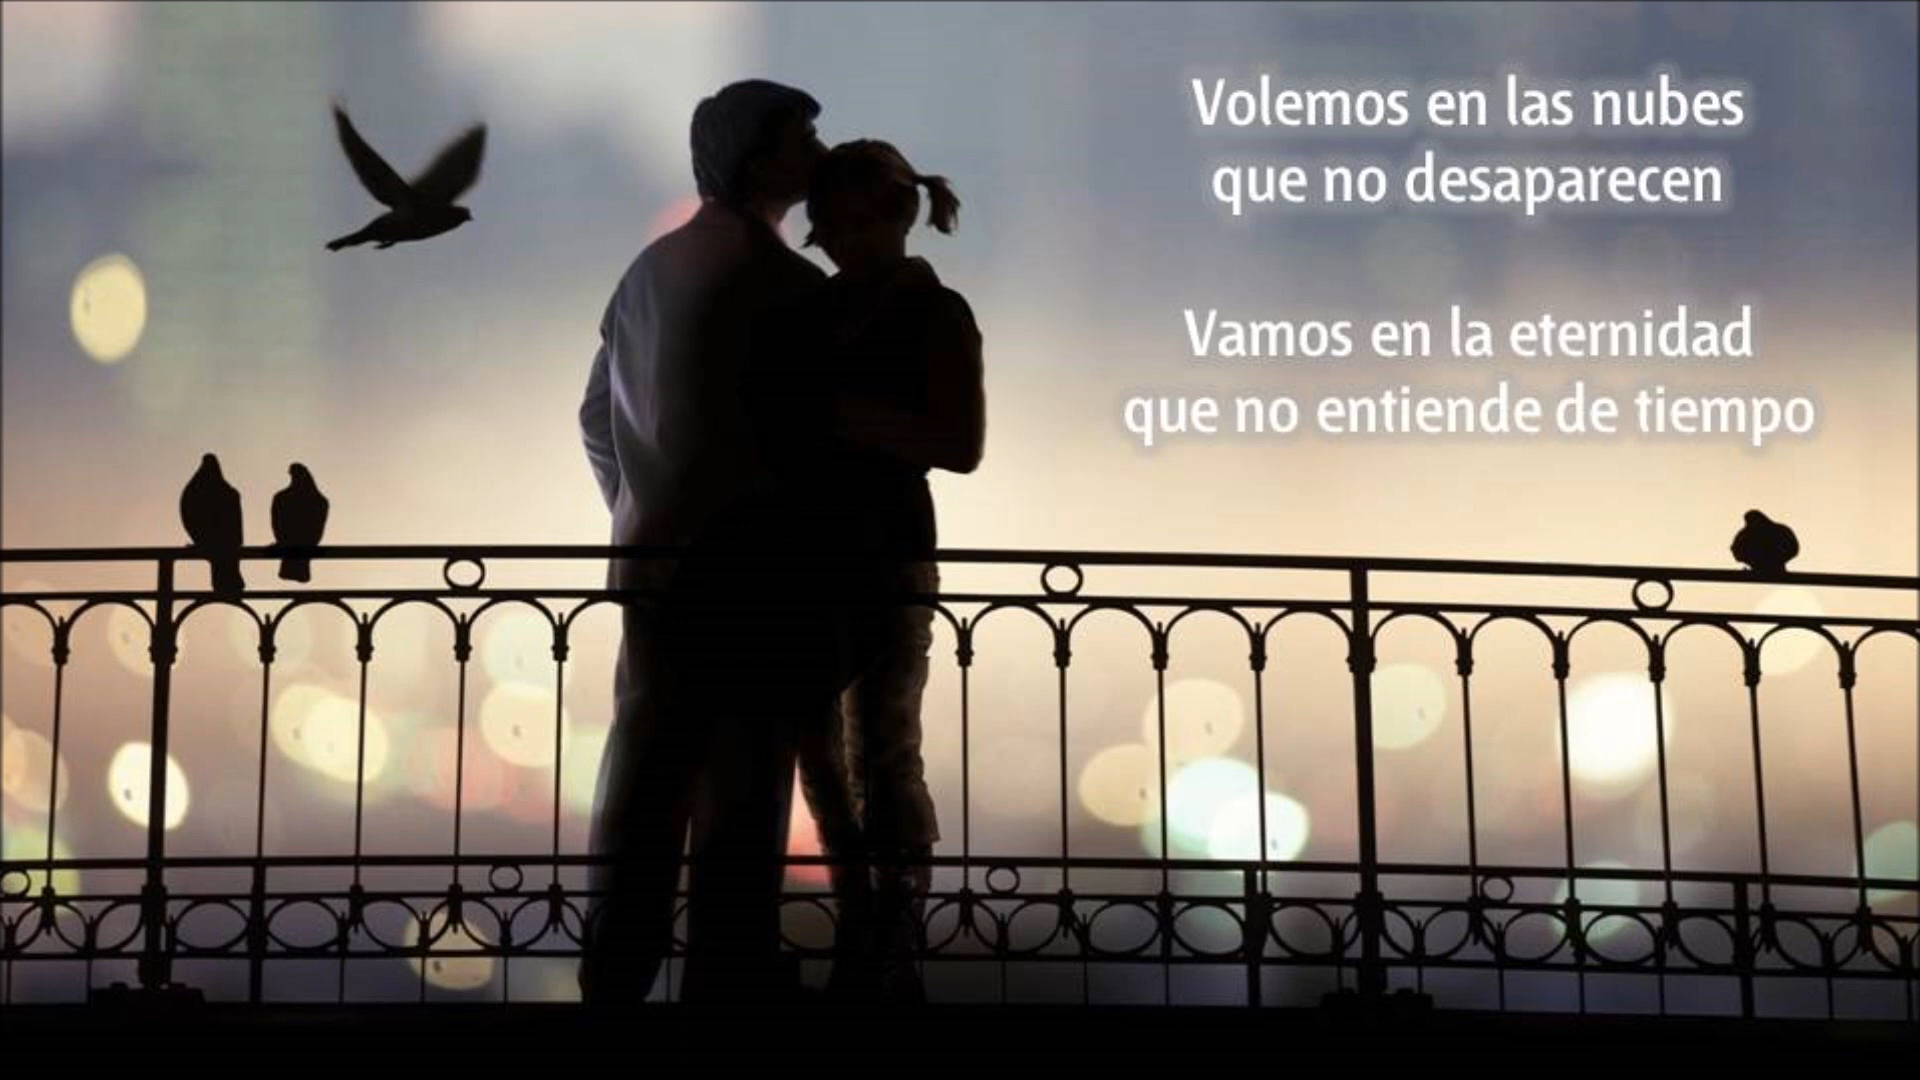 Volemos en las nubes
que no desaparecen
Vamos en la eternidad
que no entiende de tiempo